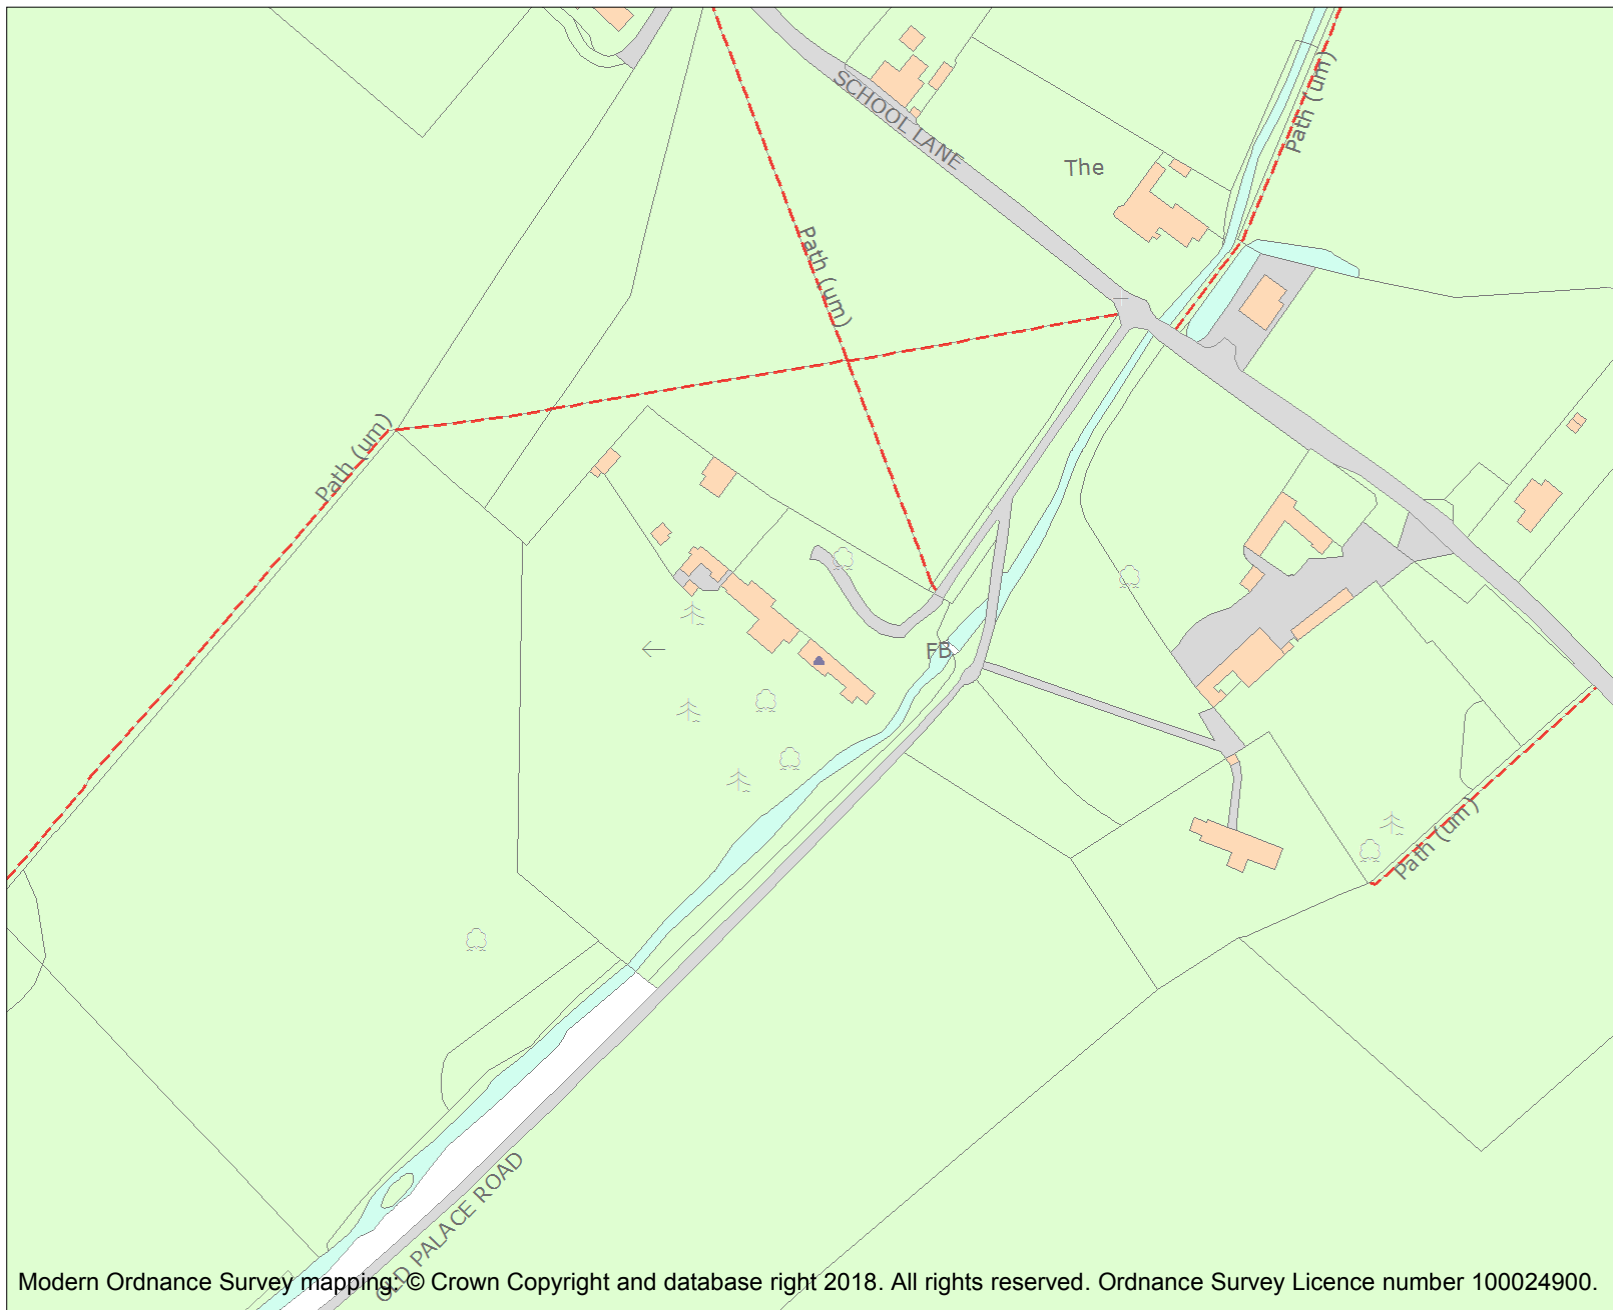 Path (um)
SCHOOL LANE
The
Path (um)
Path (um)
FB
Path (um)
OLD PALACE ROAD
Modern Ordnance Survey mapping: © Crown Copyright and database right 2018. All rights reserved. Ordnance Survey Licence number 100024900.